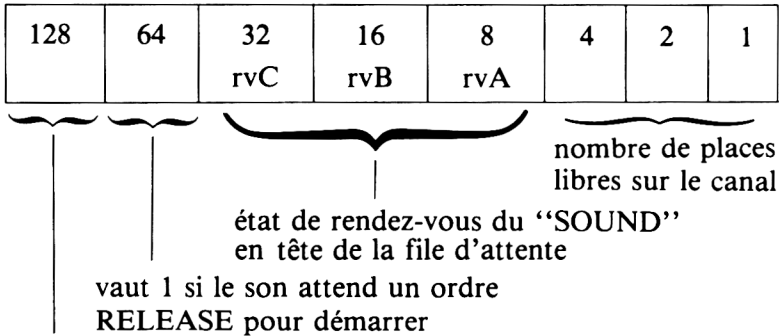 128 64 32 16 8 4 2 1
rvC rvB rvA
nombre de places
libres sur le canal
état de rendez-vous du “SOUND”
en tête de la file d'attente
vaut 1 si le son attend un ordre
RELEASE pour démarrer